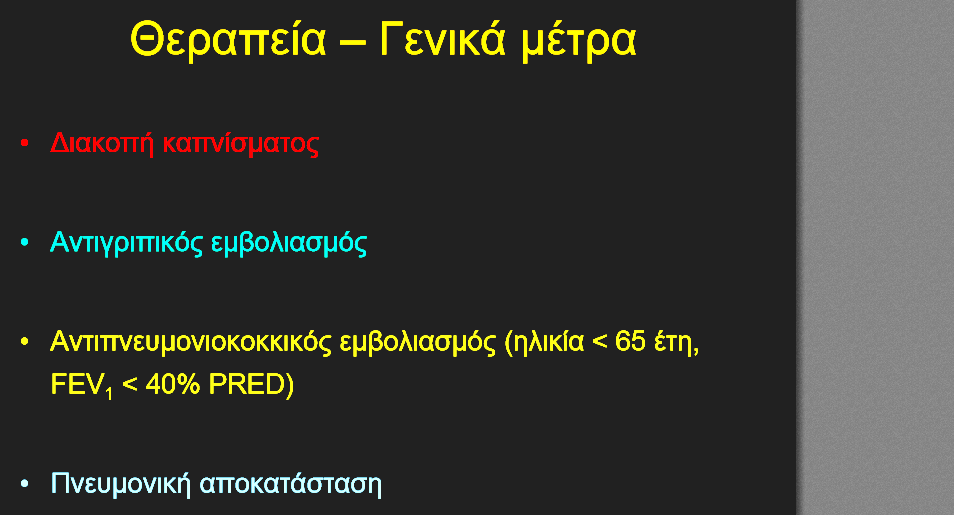 Θεραπεία – Γενικά μέτρα
• Διακοπή καπνίσματος
• Αντιγριπικός εμβολιασμός
• Αντιπνευμονιοκοκκικός εμβολιασμός (ηλικία < 65 έτη,
FEV₁ < 40% PRED)
• Πνευμονική αποκατάσταση